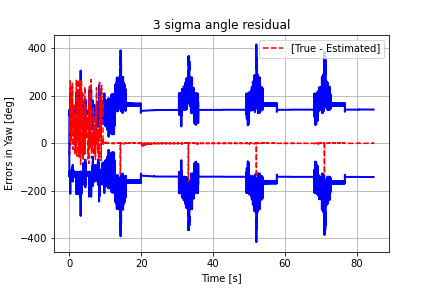 3 sigma angle residual
[True - Estimated]
Errors in Yaw [deg]
400
200
0
−200
−400
0
20
40
60
80
Time [s]